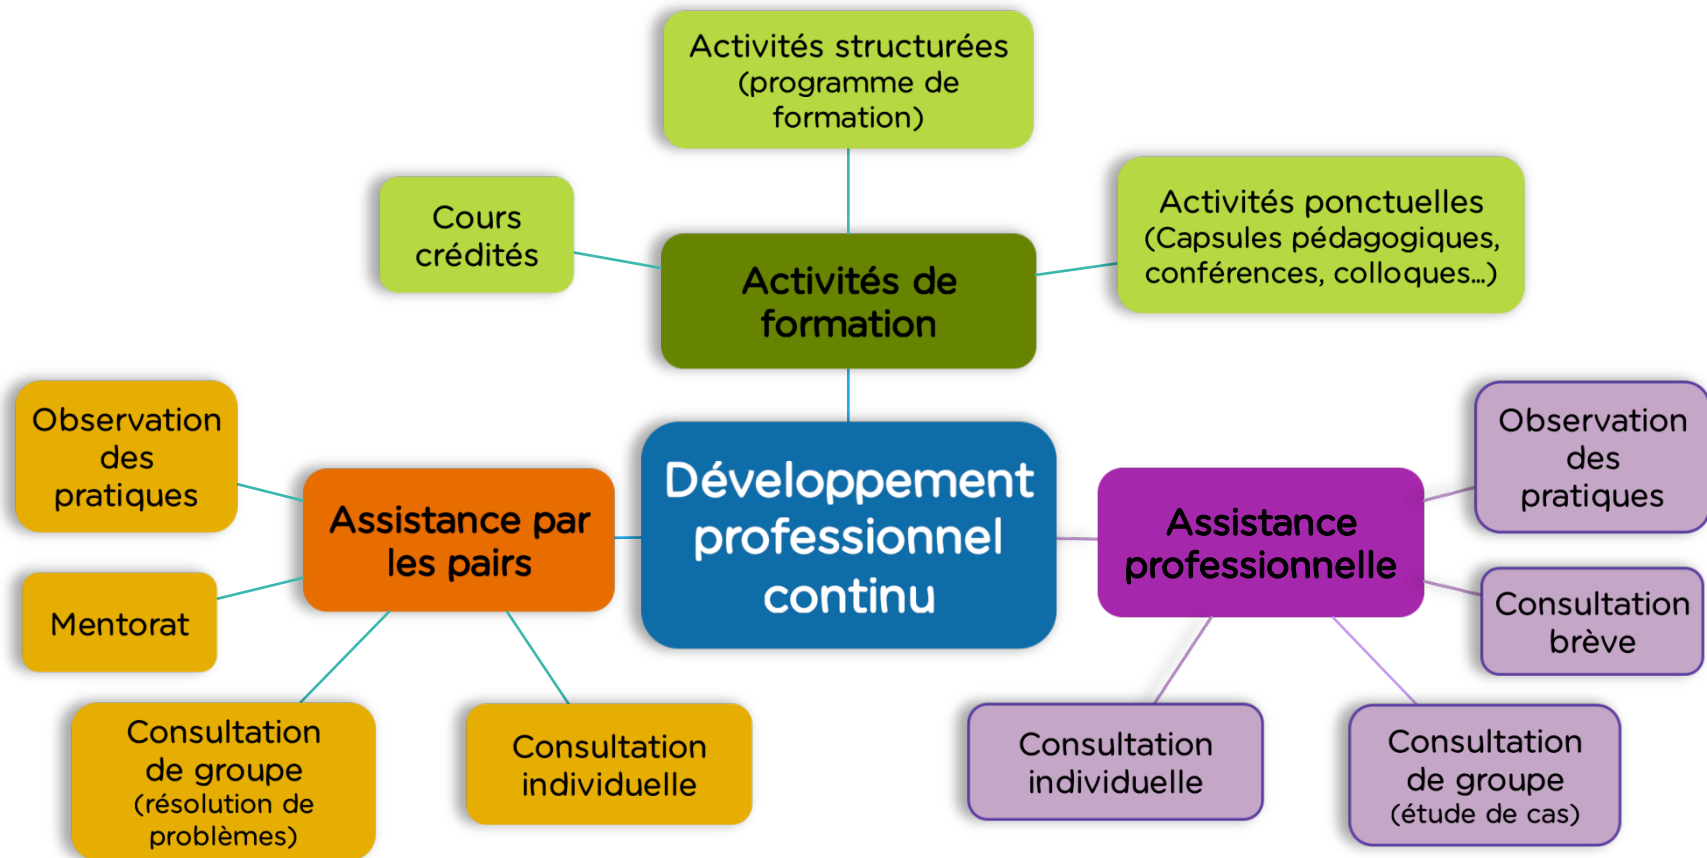 Activités structurées
(programme de
formation)
Cours
crédités
Activités ponctuelles
(Capsules pédagogiques,
conférences, colloques...)
Activités de
formation
Observation
des
pratiques
Assistance par
les pairs
Mentorat
Consultation
de groupe
(résolution de
problèmes)
Consultation
individuelle
Développement
professionnel
continu
Assistance
professionnelle
Observation
des
pratiques
Consultation
brève
Consultation
individuelle
Consultation
de groupe
(étude de cas)